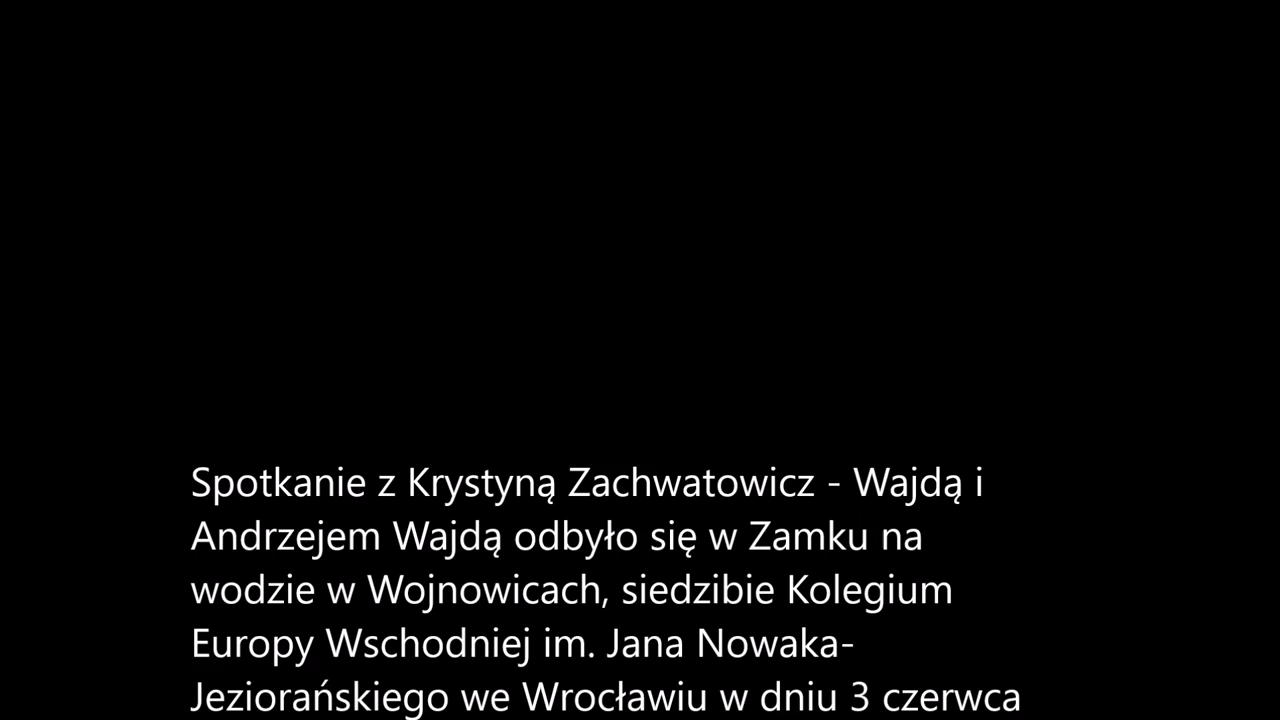 Spotkanie z Krystyną Zachwatowicz - Wajdą i
Andrzejem Wajdą odbyło się w Zamku na
wodzie w Wojnowicach, siedzibie Kolegium
Europy Wschodniej im. Jana Nowaka-
Jeziorańskiego we Wrocławiu w dniu 3 czerwca